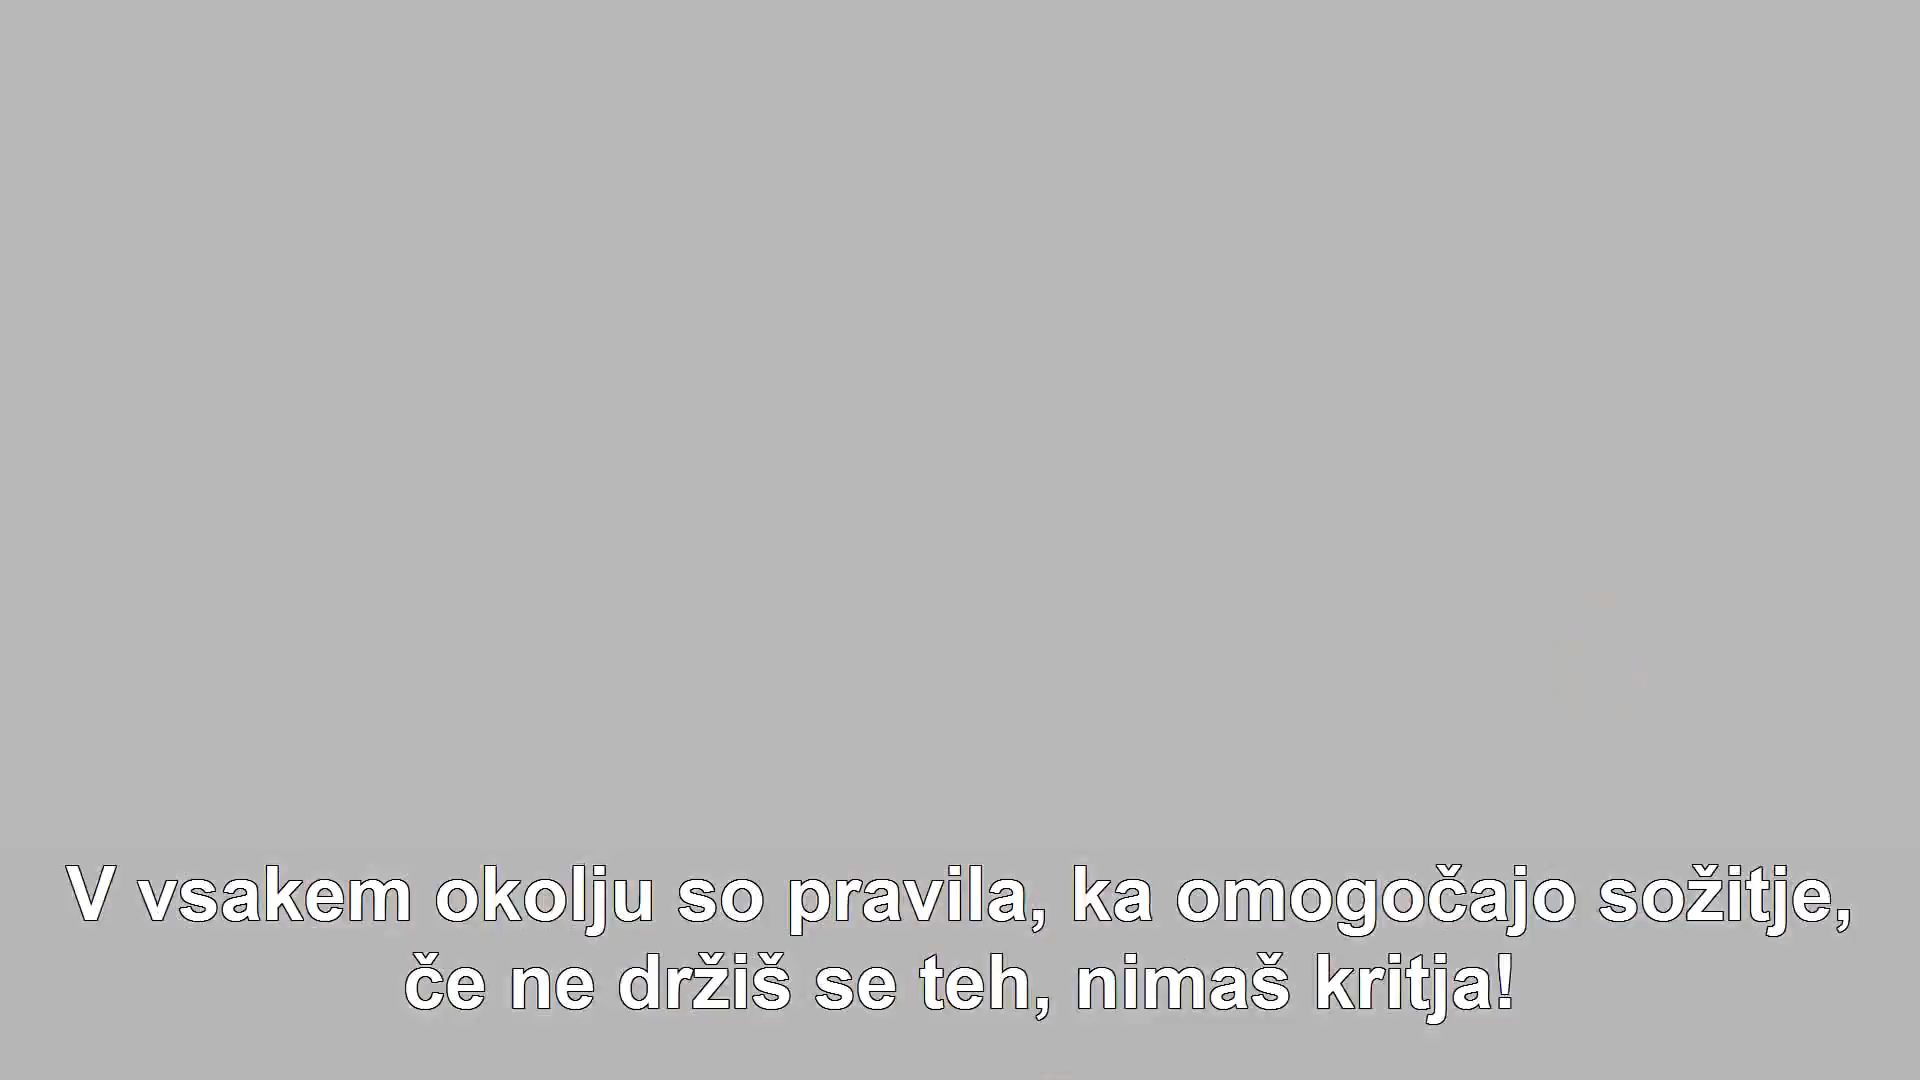 V vsakem okolju so pravila, ka omogočajo sožitje,
če ne držiš se teh, nimaš kritja!